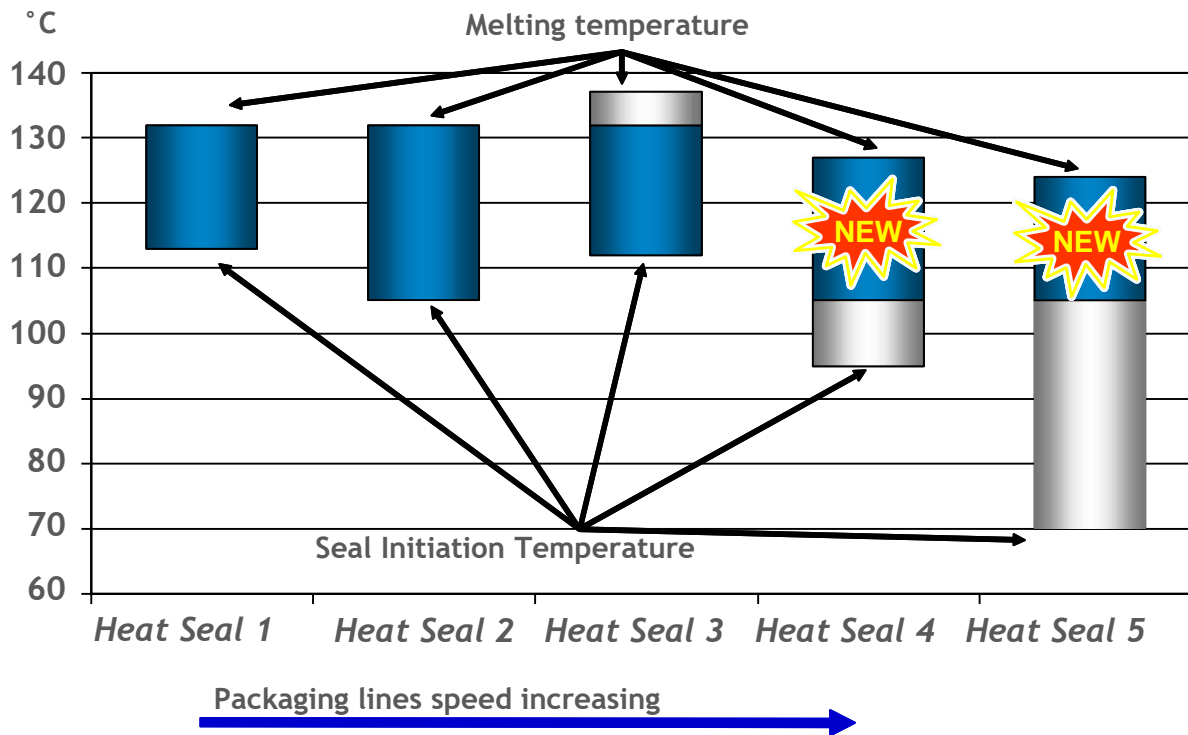 °C
Melting temperature
140
130
120
110
100
90
80
70
60
NEW
NEW
Seal Initiation Temperature
Heat Seal 1
Heat Seal 2
Heat Seal 3
Heat Seal 4
Heat Seal 5
Packaging lines speed increasing